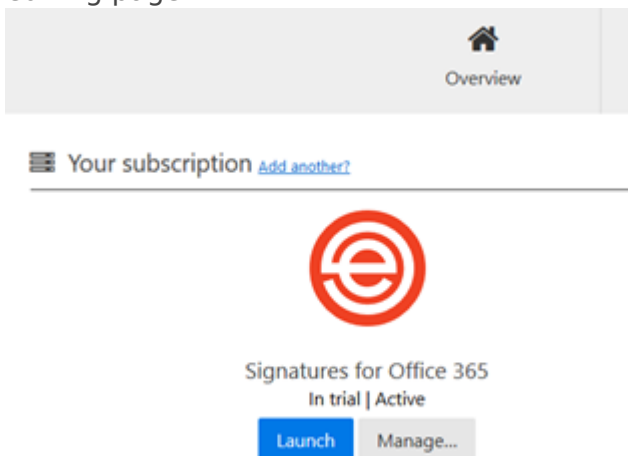 Overview
Your subscription Add another?
Signatures for Office 365
In trial | Active
Launch Manage...